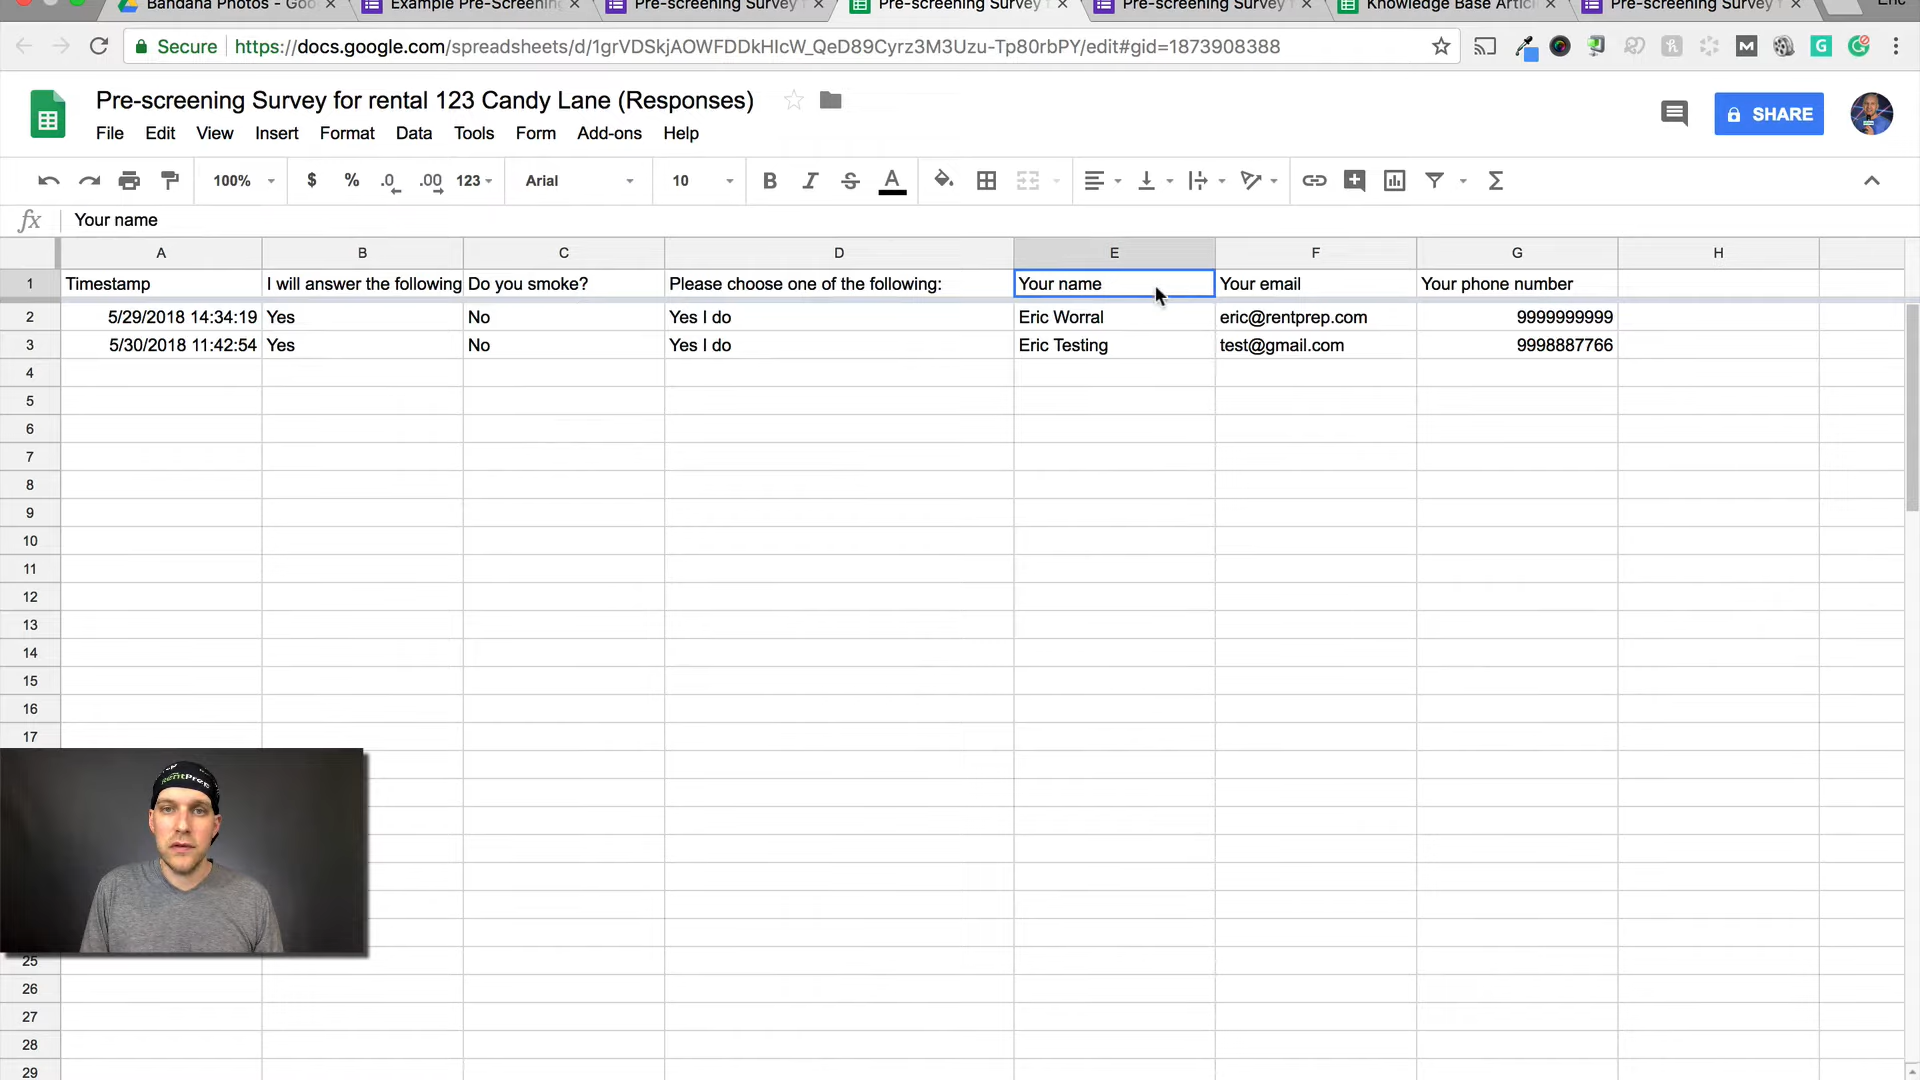 Bandana Photos - Goo
Example Pre-Screening
Pre-screening Survey f
Pre-screening Survey f
Pre-screening Survey f
Knowledge Base Articl
Pre-screening Survey f
Eric
Secure https://docs.google.com/spreadsheets/d/1grVDSkjAOWFDDkHIcW_QeD89Cyrz3M3Uzu-Tp80rbPY/edit#gid=1873908388
Pre-screening Survey for rental 123 Candy Lane (Responses)
File Edit View Insert Format Data Tools Form Add-ons Help
SHARE
100% $ % .0 .00 123 Arial 10 B I S A Σ
fx Your name
A B C D E F G H
1 Timestamp I will answer the following Do you smoke? Please choose one of the following: Your name Your email Your phone number
2 5/29/2018 14:34:19 Yes No Yes I do Eric Worral eric@rentprep.com 9999999999
3 5/30/2018 11:42:54 Yes No Yes I do Eric Testing test@gmail.com 9998887766
4
5
6
7
8
9
10
11
12
13
14
15
16
17
RentPrep
25
26
27
28
29